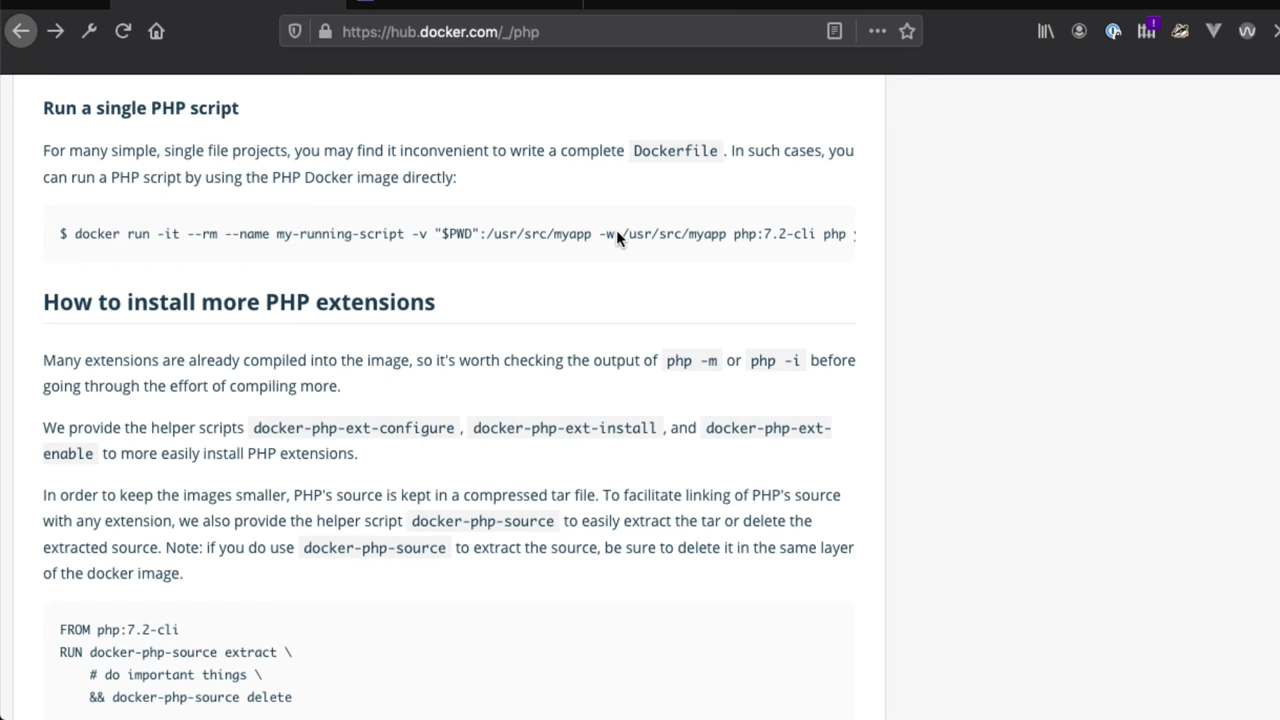 https://hub.docker.com/_/php
Run a single PHP script
For many simple, single file projects, you may find it inconvenient to write a complete Dockerfile . In such cases, you
can run a PHP script by using the PHP Docker image directly:
$ docker run -it --rm --name my-running-script -v "$PWD":/usr/src/myapp -w /usr/src/myapp php:7.2-cli php
How to install more PHP extensions
Many extensions are already compiled into the image, so it's worth checking the output of php -m or php -i before
going through the effort of compiling more.
We provide the helper scripts docker-php-ext-configure , docker-php-ext-install , and docker-php-ext-
enable to more easily install PHP extensions.
In order to keep the images smaller, PHP's source is kept in a compressed tar file. To facilitate linking of PHP's source
with any extension, we also provide the helper script docker-php-source to easily extract the tar or delete the
extracted source. Note: if you do use docker-php-source to extract the source, be sure to delete it in the same layer
of the docker image.
FROM php:7.2-cli
RUN docker-php-source extract \
# do important things \
&& docker-php-source delete